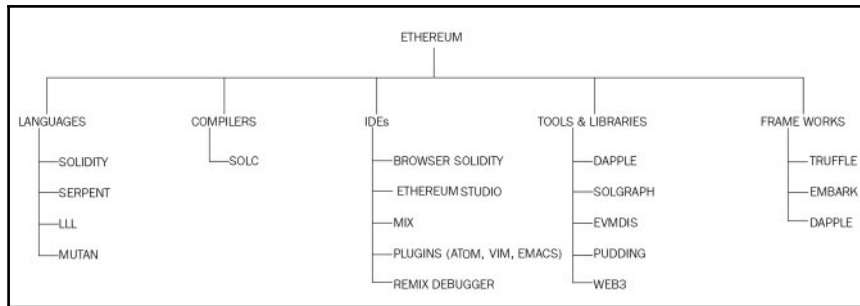 ETHEREUM
LANGUAGES
COMPILERS
IDEs
TOOLS & LIBRARIES
FRAME WORKS
SOLIDITY
SERPENT
LLL
MUTAN
SOLC
BROWSER SOLIDITY
ETHEREUM STUDIO
MIX
PLUGINS (ATOM, VIM, EMACS)
REMIX DEBUGGER
DAPPLE
SOLGRAPH
EVMDIS
PUDDING
WEB3
TRUFFLE
EMBARK
DAPPLE